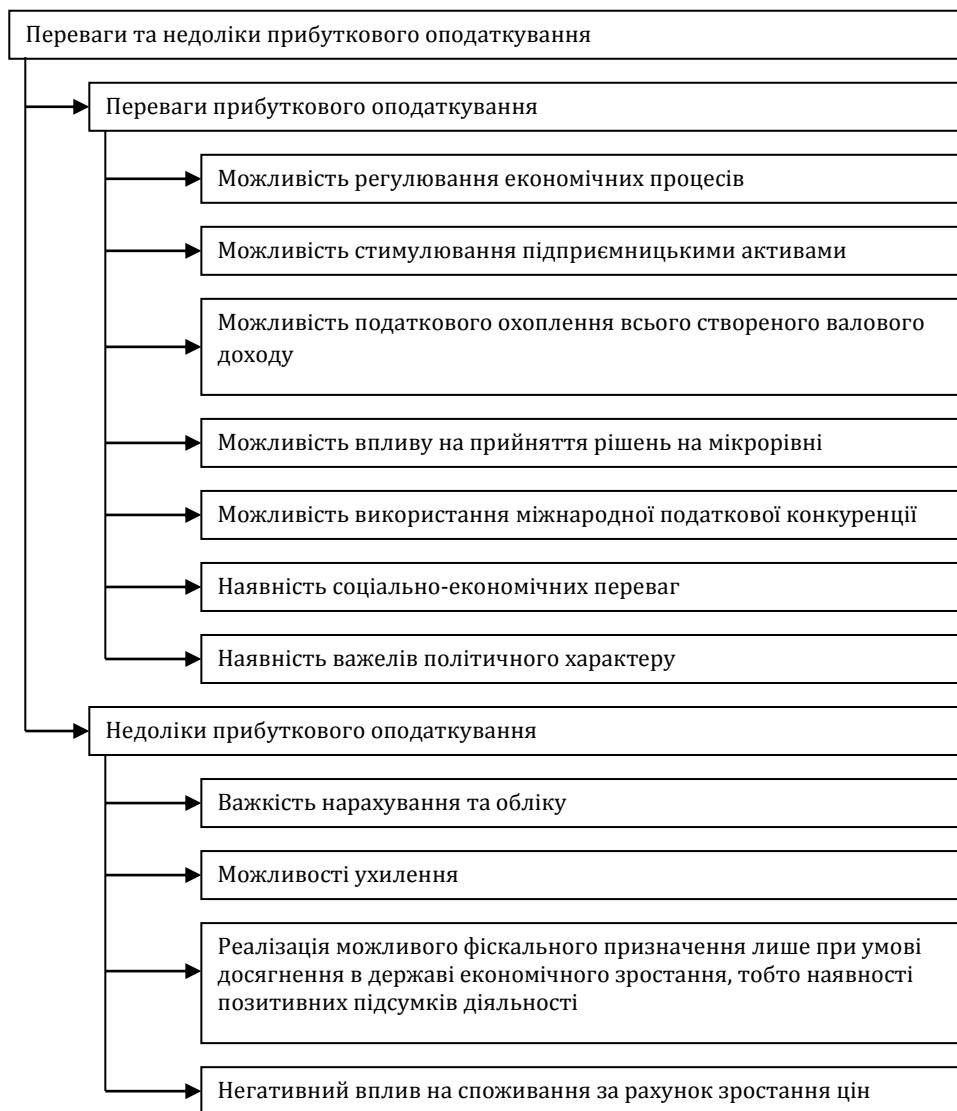 Переваги та недоліки прибуткового оподаткування
Переваги прибуткового оподаткування
Можливість регулювання економічних процесів
Можливість стимулювання підприємницькими активами
Можливість податкового охоплення всього створеного валового
доходу
Можливість впливу на прийняття рішень на мікрорівні
Можливість використання міжнародної податкової конкуренції
Наявність соціально-економічних переваг
Наявність важелів політичного характеру
Недоліки прибуткового оподаткування
Важкість нарахування та обліку
Можливості ухилення
Реалізація можливого фіскального призначення лише при умові
досягнення в державі економічного зростання, тобто наявності
позитивних підсумків діяльності
Негативний вплив на споживання за рахунок зростання цін